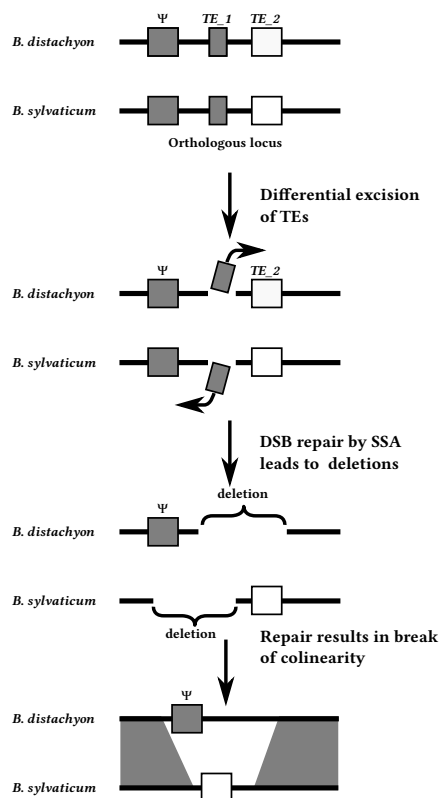 Ψ TE_1 TE_2
B. distachyon
B. sylvaticum
Orthologous locus
Differential excision
of TEs
Ψ TE_2
B. distachyon
B. sylvaticum
DSB repair by SSA
leads to deletions
deletion
Ψ
B. distachyon
B. sylvaticum
deletion
Repair results in break
of colinearity
Ψ
B. distachyon
B. sylvaticum